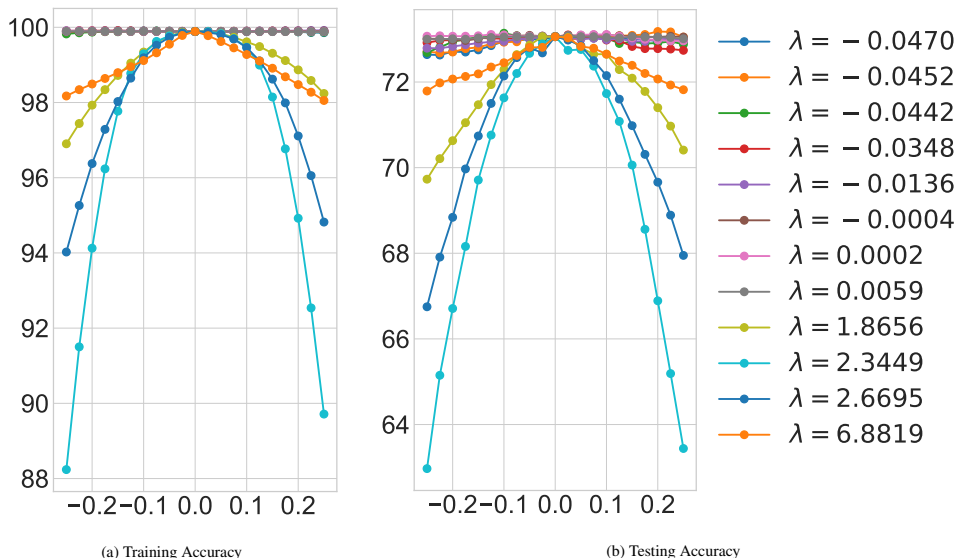 100
98
96
94
92
90
88
−0.2
−0.1
0.0
0.1
0.2
(a) Training Accuracy
72
70
68
66
64
−0.2
−0.1
0.0
0.1
0.2
(b) Testing Accuracy
λ = − 0.0470
λ = − 0.0452
λ = − 0.0442
λ = − 0.0348
λ = − 0.0136
λ = − 0.0004
λ = 0.0002
λ = 0.0059
λ = 1.8656
λ = 2.3449
λ = 2.6695
λ = 6.8819